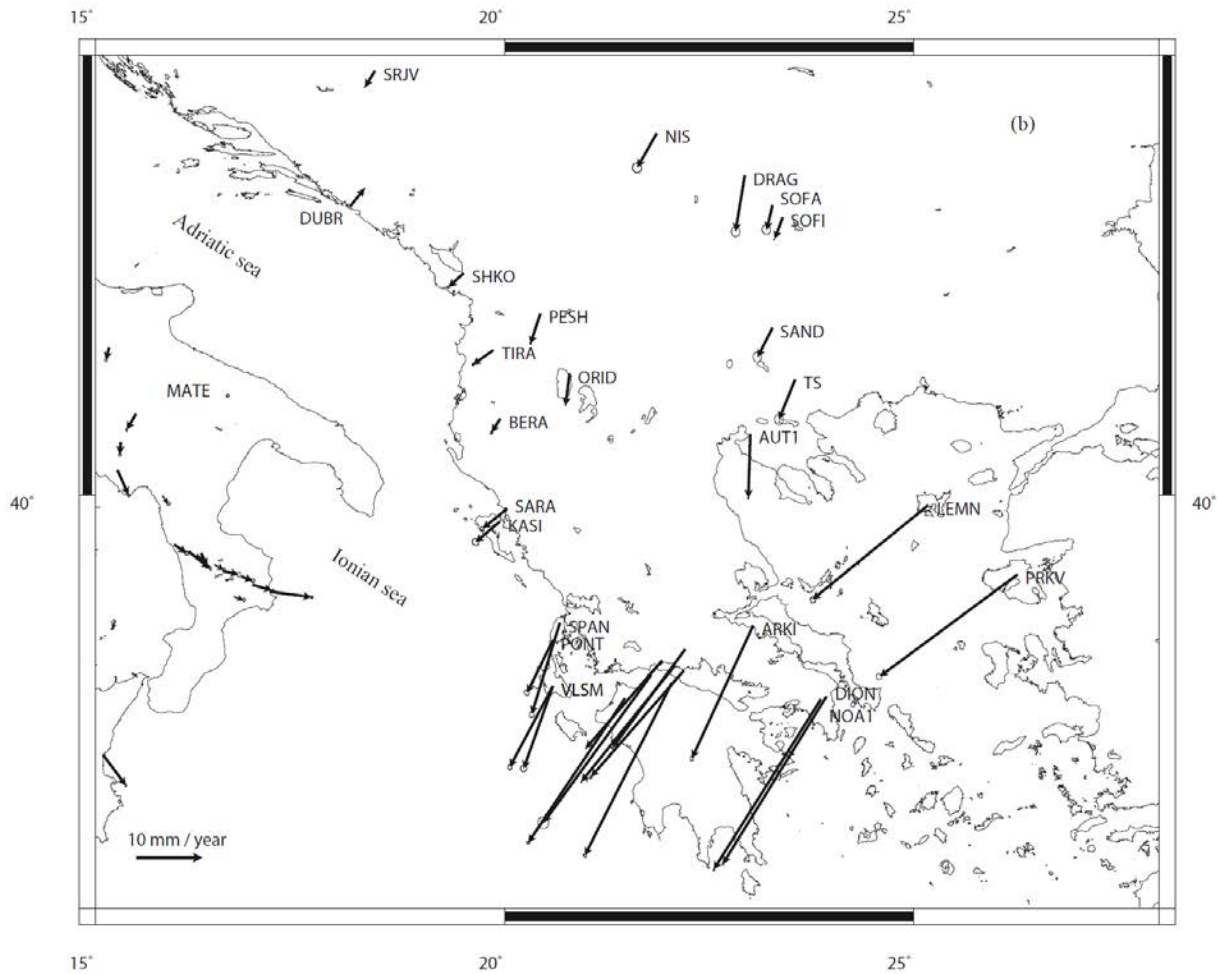 15°
20°
25°
SRJV
(b)
NIS
DRAG
SOFA
SOFI
DUBR
Adriatic sea
SHKO
PESH
SAND
TIRA
ORID
TS
MATE
BERA
AUT1
40°
40°
SARA
LEMN
KASI
Ionian sea
PRKV
SPAN
ARKI
PONT
VLSM
DION
NOA1
10 mm / year
15°
20°
25°